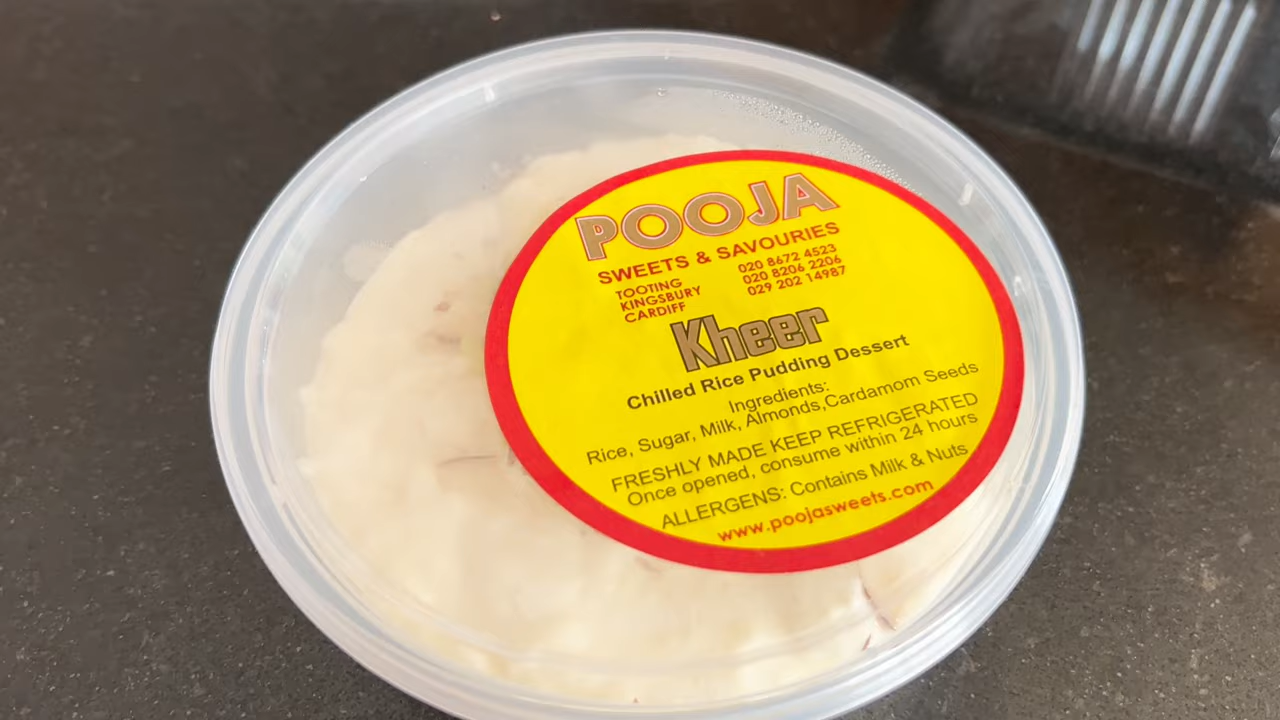 POOJA
SWEETS & SAVOURIES
TOOTING 020 8672 4523
KINGSBURY 020 8206 2206
CARDIFF 029 202 14987
Kheer
Chilled Rice Pudding Dessert
Ingredients:
Rice, Sugar, Milk, Almonds,Cardamom Seeds
FRESHLY MADE KEEP REFRIGERATED
Once opened, consume within 24 hours
ALLERGENS: Contains Milk & Nuts
www.poojasweets.com